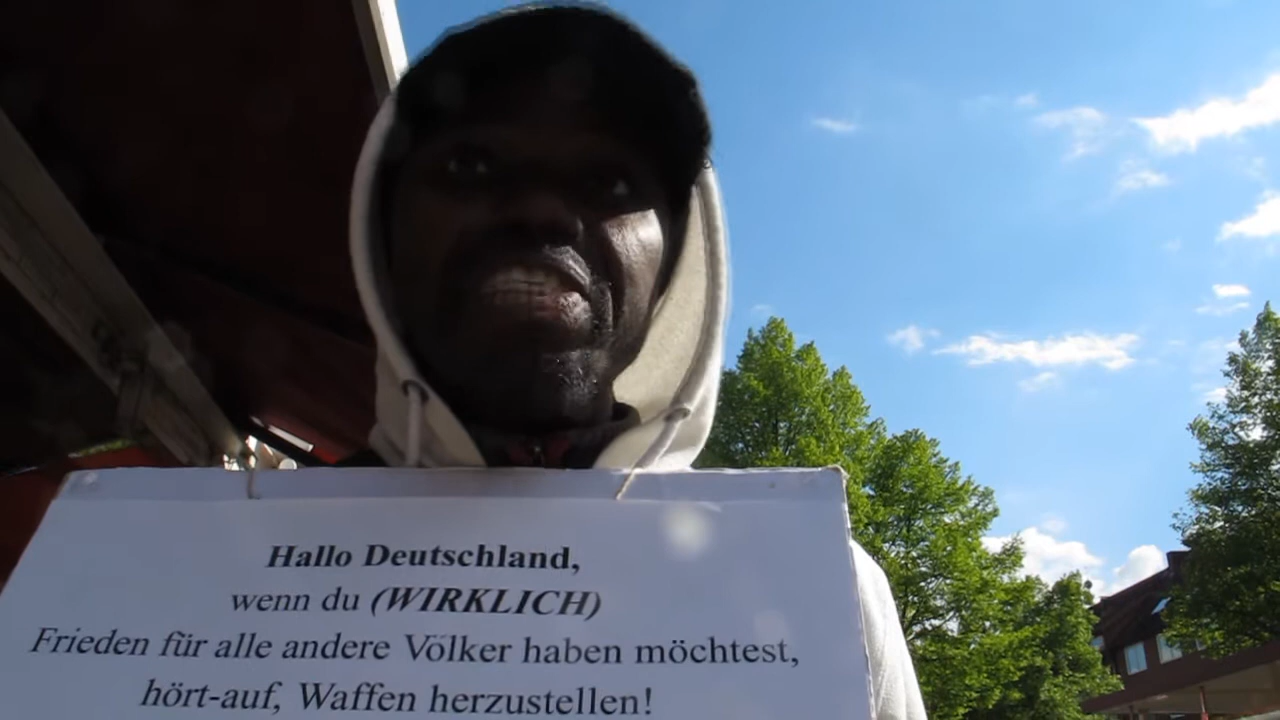 Hallo Deutschland,
wenn du (WIRKLICH)
Frieden für alle andere Völker haben möchtest,
hört-auf, Waffen herzustellen!